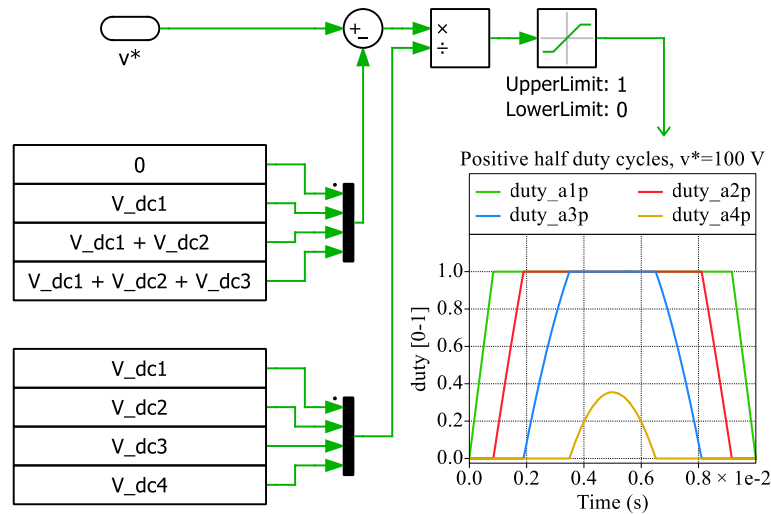 v*
+
−
×
÷
UpperLimit: 1
LowerLimit: 0
0
V_dc1
V_dc1 + V_dc2
V_dc1 + V_dc2 + V_dc3
V_dc1
V_dc2
V_dc3
V_dc4
Positive half duty cycles, v*=100 V
duty_a1p duty_a2p
duty_a3p duty_a4p
duty [0-1]
1.0
0.8
0.6
0.4
0.2
0.0
0.0 0.2 0.4 0.6 0.8 × 1e-2
Time (s)